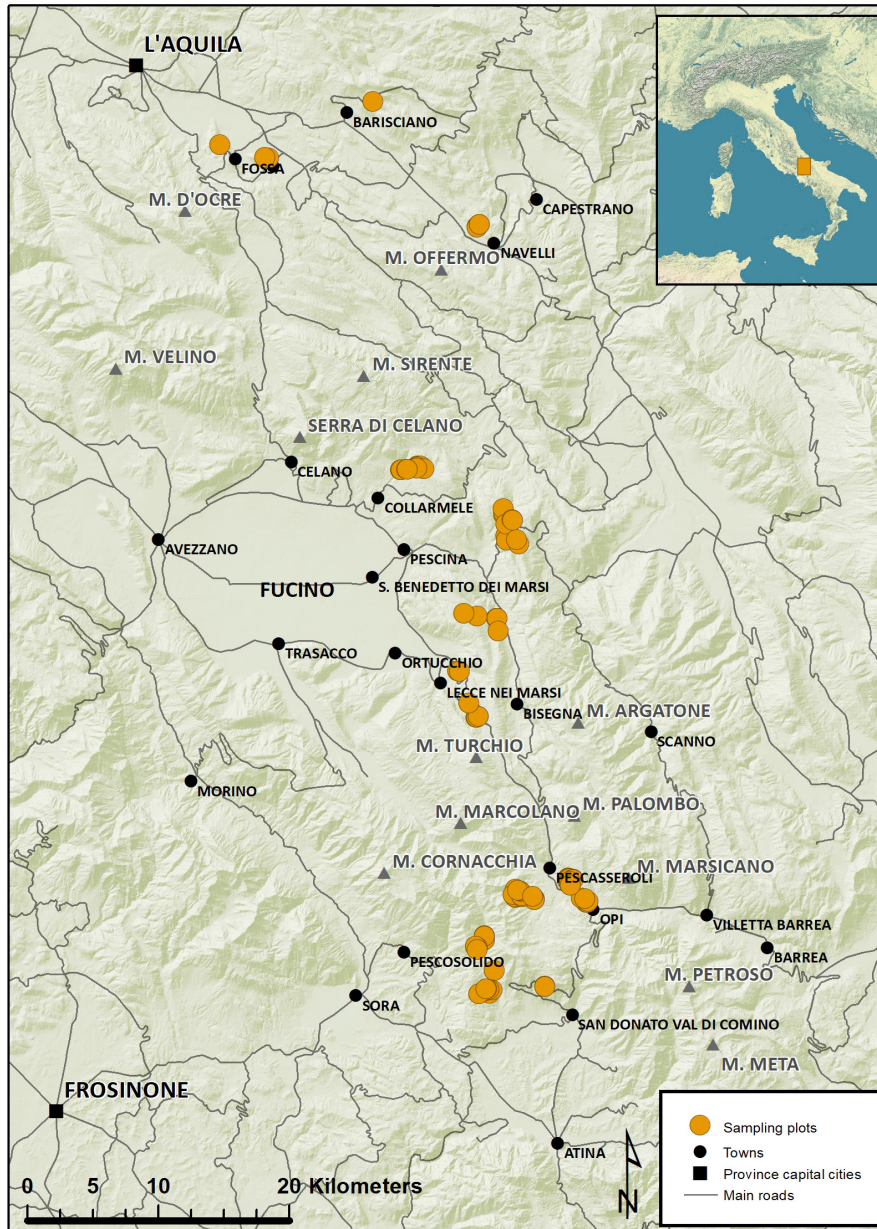 L'AQUILA
BARISCIANO
FOSSA
M. D'OCRE
CAPESTRANO
NAVELLI
M. OFFERMO
M. VELINO
M. SIRENTE
SERRA DI CELANO
CELANO
COLLARMELE
AVEZZANO
PESCINA
FUCINO
S. BENEDETTO DEI MARSI
TRASACCO
ORTUCCHIO
LECCE NEI MARSI
BISEGNA
M. ARGATONE
SCANNO
M. TURCHIO
MORINO
M. PALOMBO
M. MARCOLANO
M. CORNACCHIA
PESCASSEROLI
M. MARSICANO
OPI
VILLETTA BARREA
BARREA
PESCOSOLIDO
M. PETROSO
SORA
SAN DONATO VAL DI COMINO
M. META
FROSINONE
ATINA
Sampling plots
Towns
Province capital cities
Main roads
0 5 10 20 Kilometers
N